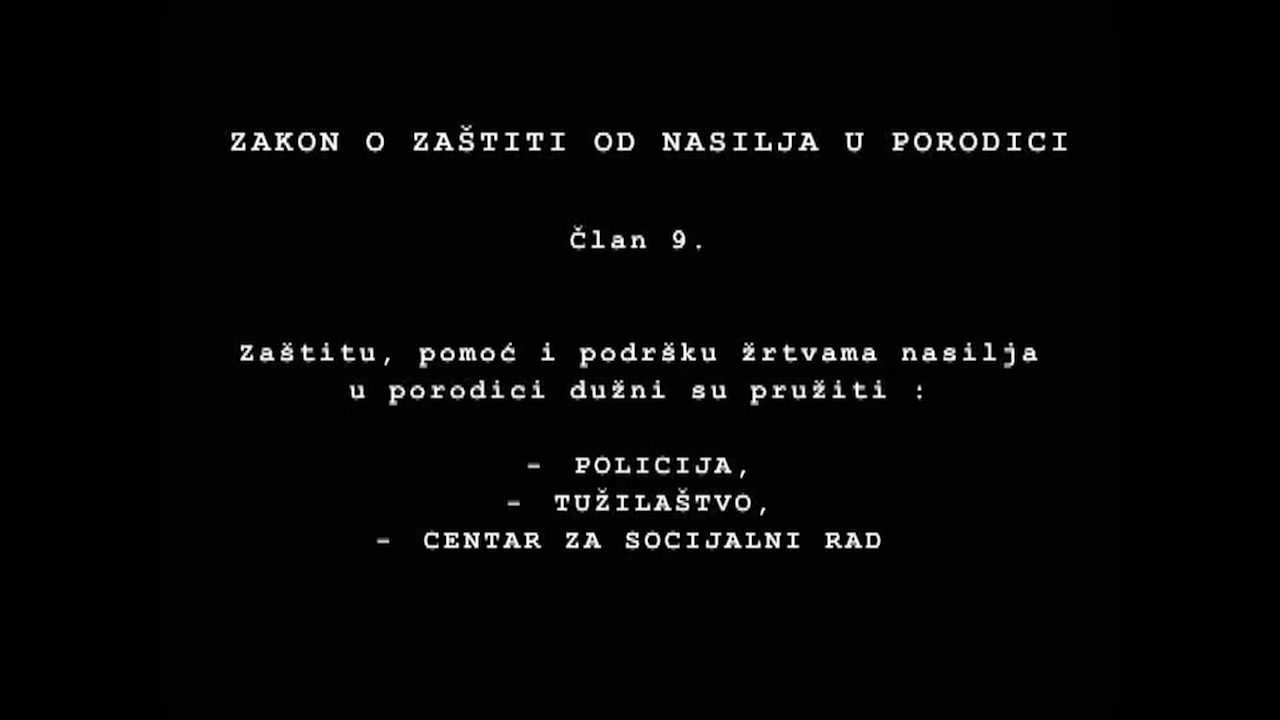 ZAKON O ZAŠTITI OD NASILJA U PORODICI
Član 9.
Zaštitu, pomoć i podršku žrtvama nasilja
u porodici dužni su pružiti :
- POLICIJA,
- TUŽILAŠTVO,
- CENTAR ZA SOCIJALNI RAD